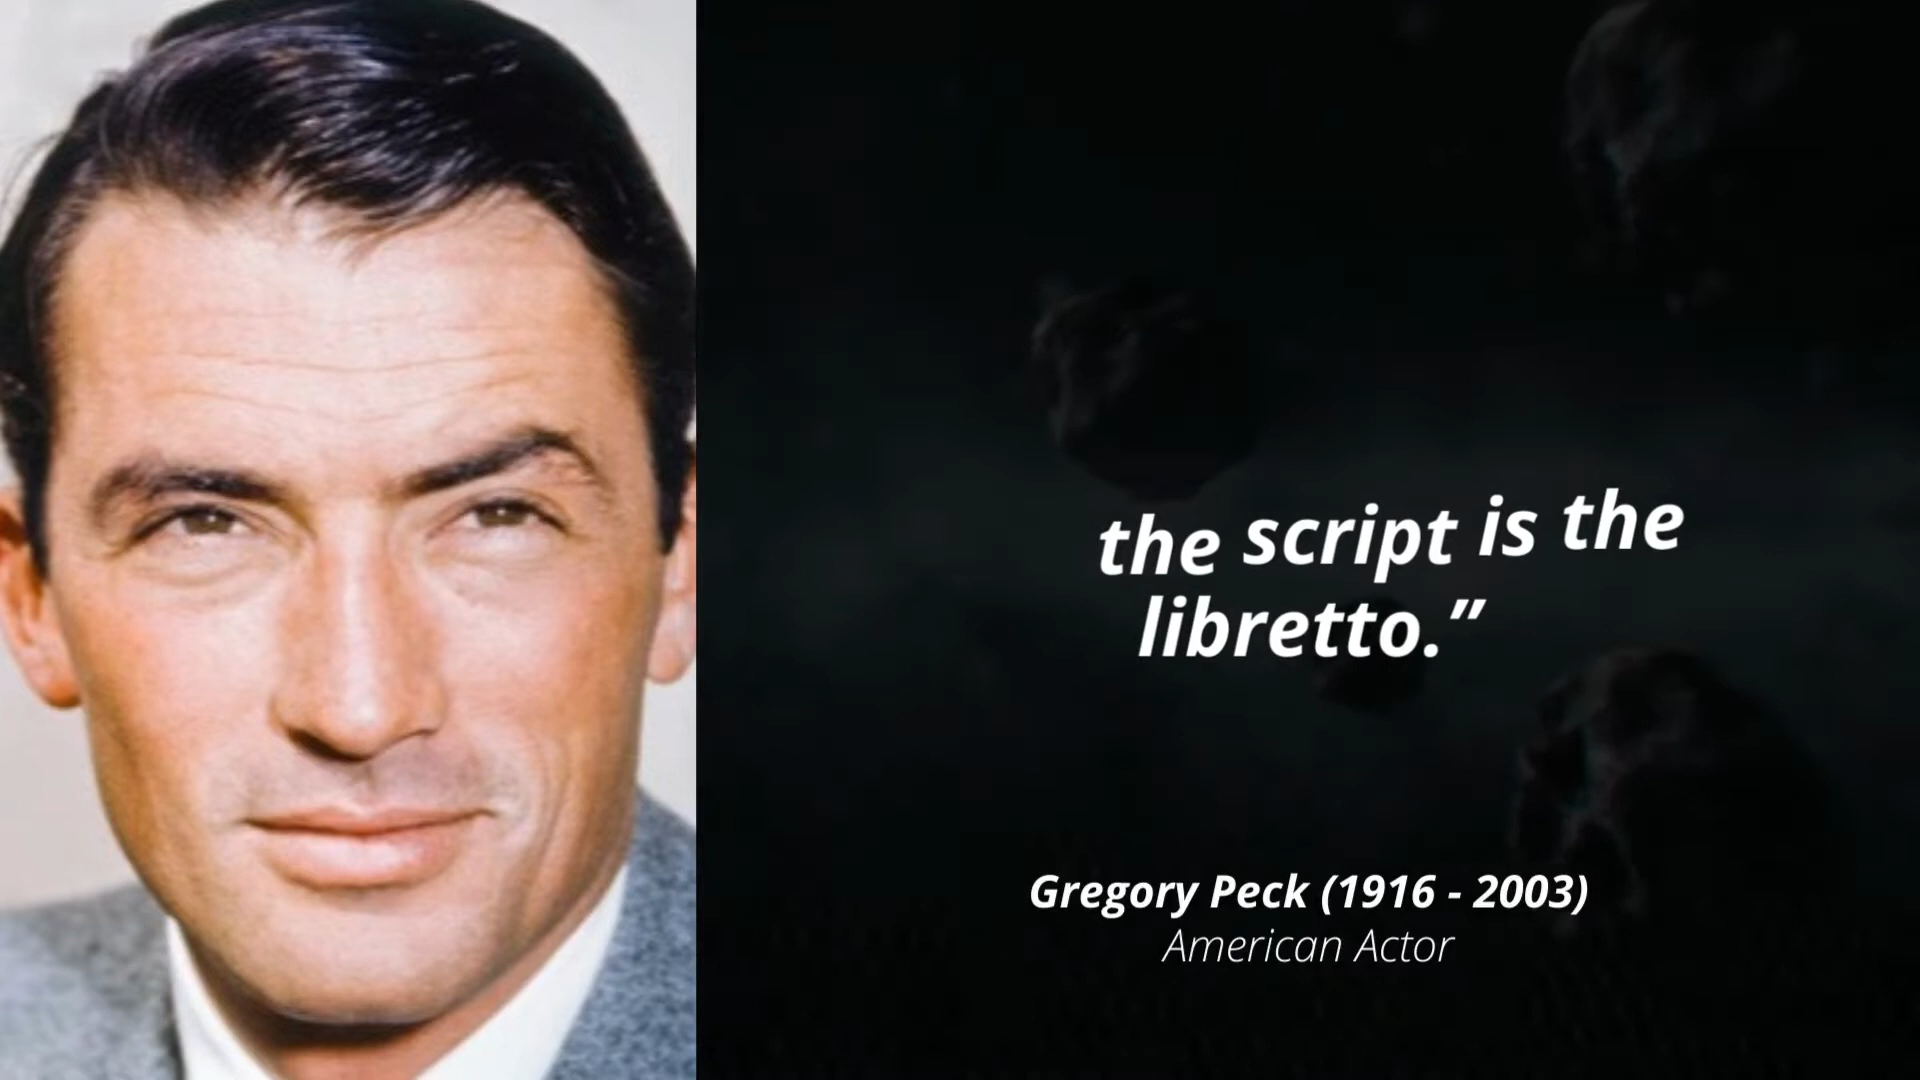 the script is the
libretto.”
Gregory Peck (1916 - 2003)
American Actor